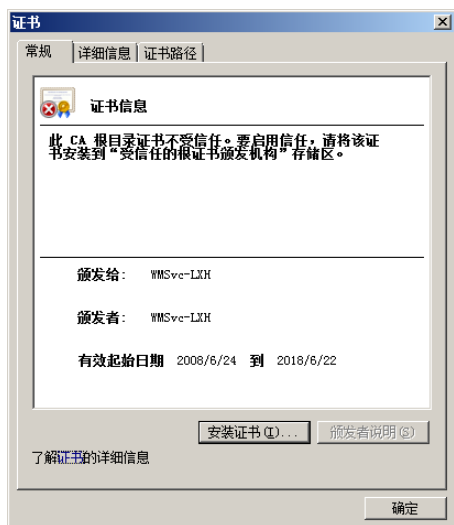 证书
常规 详细信息 证书路径
证书信息
此 CA 根目录证书不受信任。要启用信任，请将该证
书安装到“受信任的根证书颁发机构”存储区。
颁发给: WMSvc-LXH
颁发者: WMSvc-LXH
有效起始日期 2008/6/24 到 2018/6/22
安装证书(I)... 颁发者说明(S)
了解证书的详细信息
确定